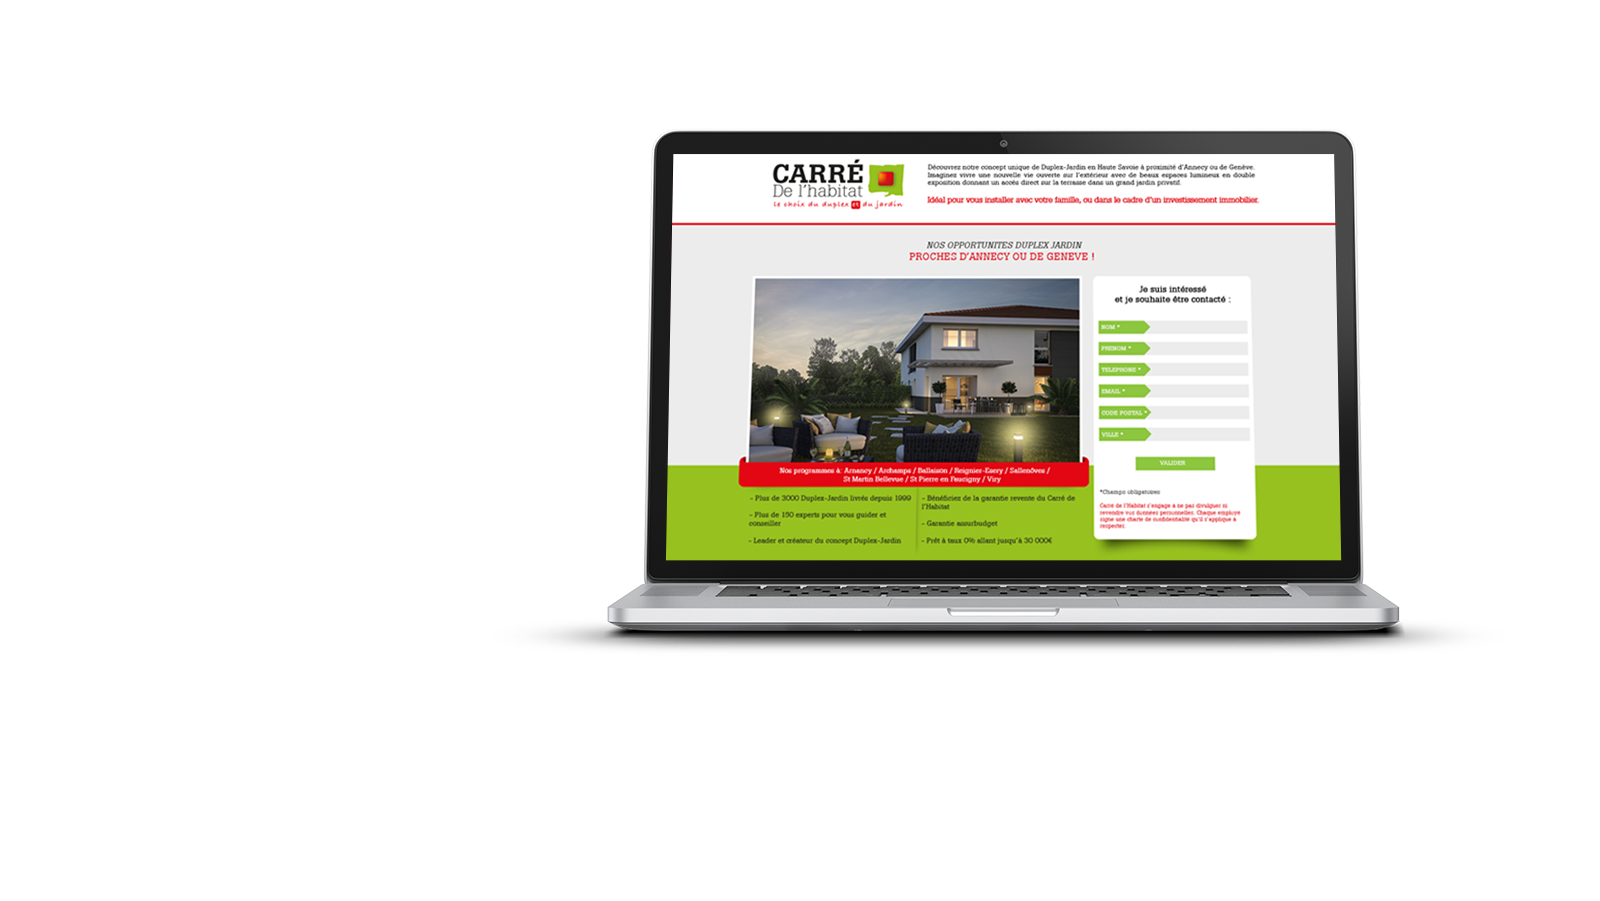 CARRÉ
De l'habitat
le choix du duplex et du jardin
Découvrez notre concept unique de Duplex-Jardin en Haute Savoie à proximité d'Annecy ou de Genève.
Imaginez vivre une nouvelle vie ouverte sur l'extérieur avec de beaux espaces lumineux en double
exposition donnant un accès direct sur la terrasse dans un grand jardin privatif.
Idéal pour vous installer avec votre famille, ou dans le cadre d'un investissement immobilier.
NOS OPPORTUNITES DUPLEX JARDIN
PROCHES D'ANNECY OU DE GENEVE !
Je suis intéressé
et je souhaite être contacté :
NOM *
PRENOM *
TELEPHONE *
EMAIL *
CODE POSTAL *
VILLE *
VALIDER
*Champs obligatoires
Carré de l'Habitat s'engage à ne pas divulguer ni
revendre vos données personnelles. Chaque employé
signe une charte de confidentialité qu'il s'applique à
respecter.
Nos programmes à: Arnancy / Archamps / Ballaison / Reignier-Esery / Sallenôves /
St Martin Bellevue / St Pierre en Faucigny / Viry
- Plus de 3000 Duplex-Jardin livrés depuis 1999
- Plus de 150 experts pour vous guider et
conseiller
- Leader et créateur du concept Duplex-Jardin
- Bénéficiez de la garantie revente du Carré de
l'Habitat
- Garantie assurbudget
- Prêt à taux 0% allant jusqu'à 30 000€